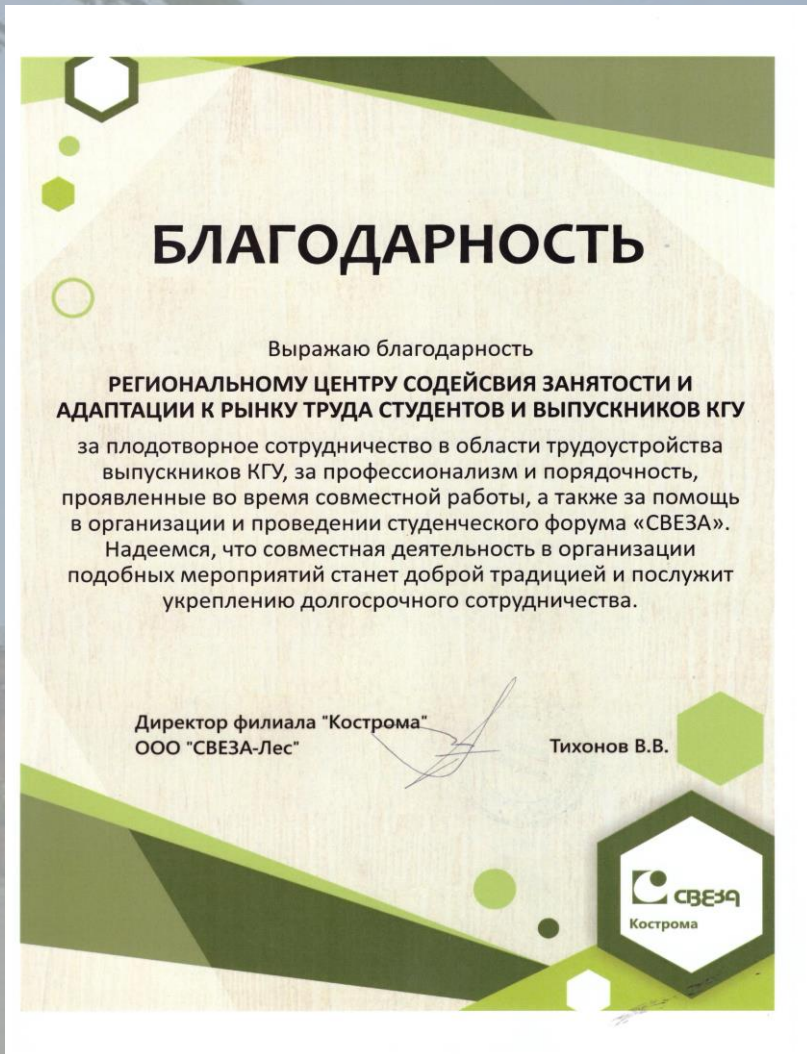 БЛАГОДАРНОСТЬ
Выражаю благодарность
РЕГИОНАЛЬНОМУ ЦЕНТРУ СОДЕЙСВИЯ ЗАНЯТОСТИ И
АДАПТАЦИИ К РЫНКУ ТРУДА СТУДЕНТОВ И ВЫПУСКНИКОВ КГУ
за плодотворное сотрудничество в области трудоустройства
выпускников КГУ, за профессионализм и порядочность,
проявленные во время совместной работы, а также за помощь
в организации и проведении студенческого форума «СВЕЗА».
Надеемся, что совместная деятельность в организации
подобных мероприятий станет доброй традицией и послужит
укреплению долгосрочного сотрудничества.
Директор филиала "Кострома"
ООО "СВЕЗА-Лес"
Тихонов В.В.
СВЕЗА
Кострома